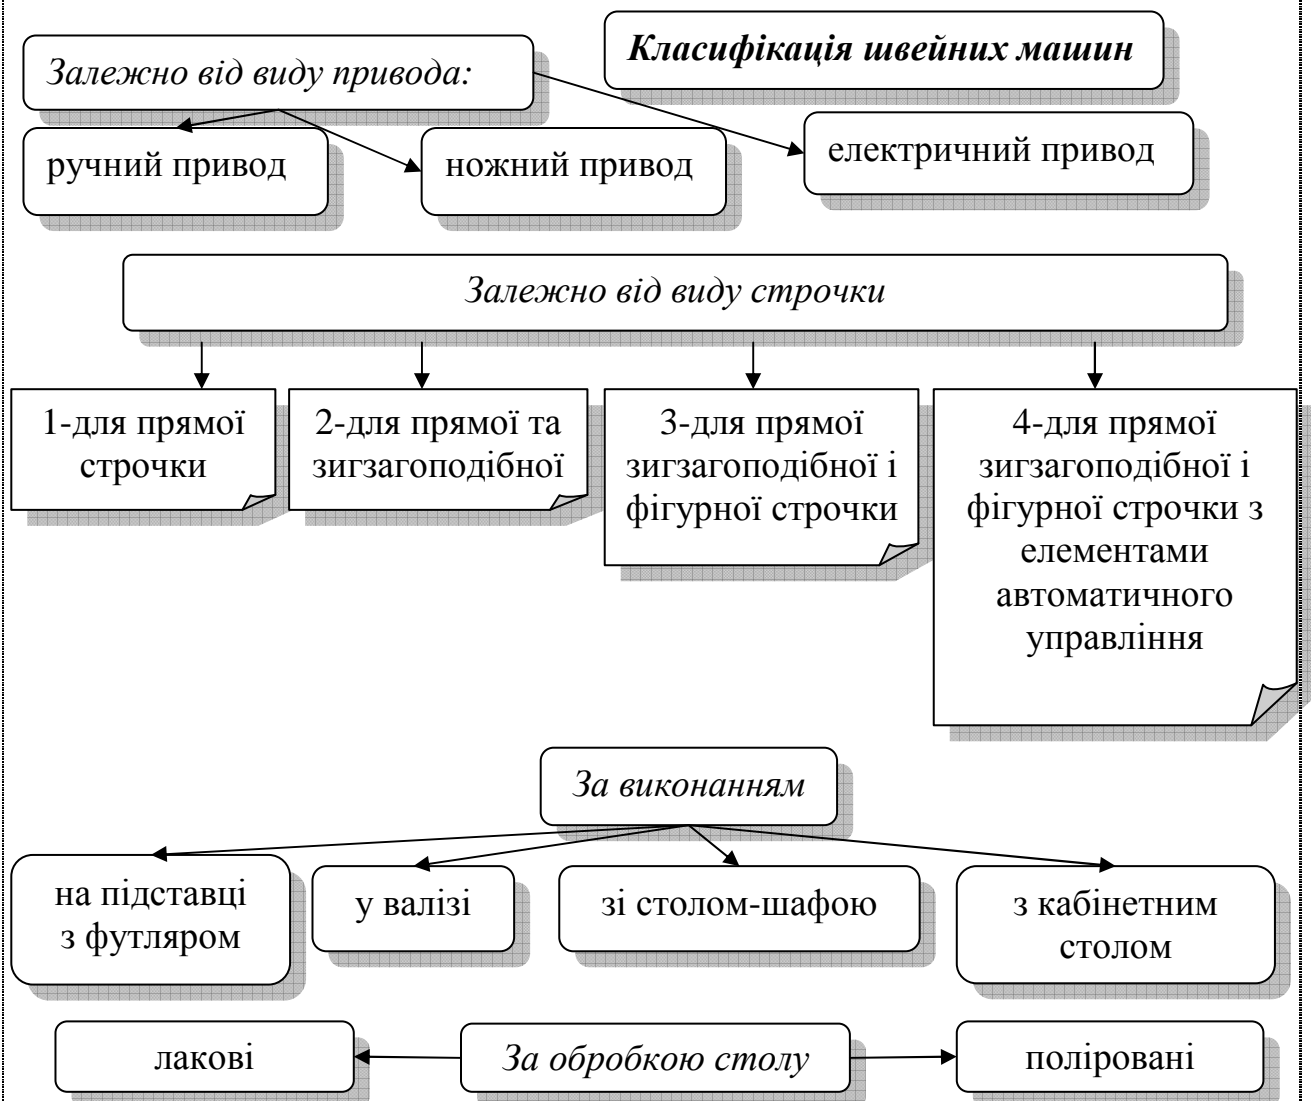 Класифікація швейних машин
Залежно від виду привода:
ручний привод
ножний привод
електричний привод
Залежно від виду строчки
1-для прямої
строчки
2-для прямої та
зигзагоподібної
3-для прямої
зигзагоподібної і
фігурної строчки
4-для прямої
зигзагоподібної і
фігурної строчки з
елементами
автоматичного
управління
За виконанням
на підставці
з футляром
у валізі
зі столом-шафою
з кабінетним
столом
лакові
За обробкою столу
поліровані